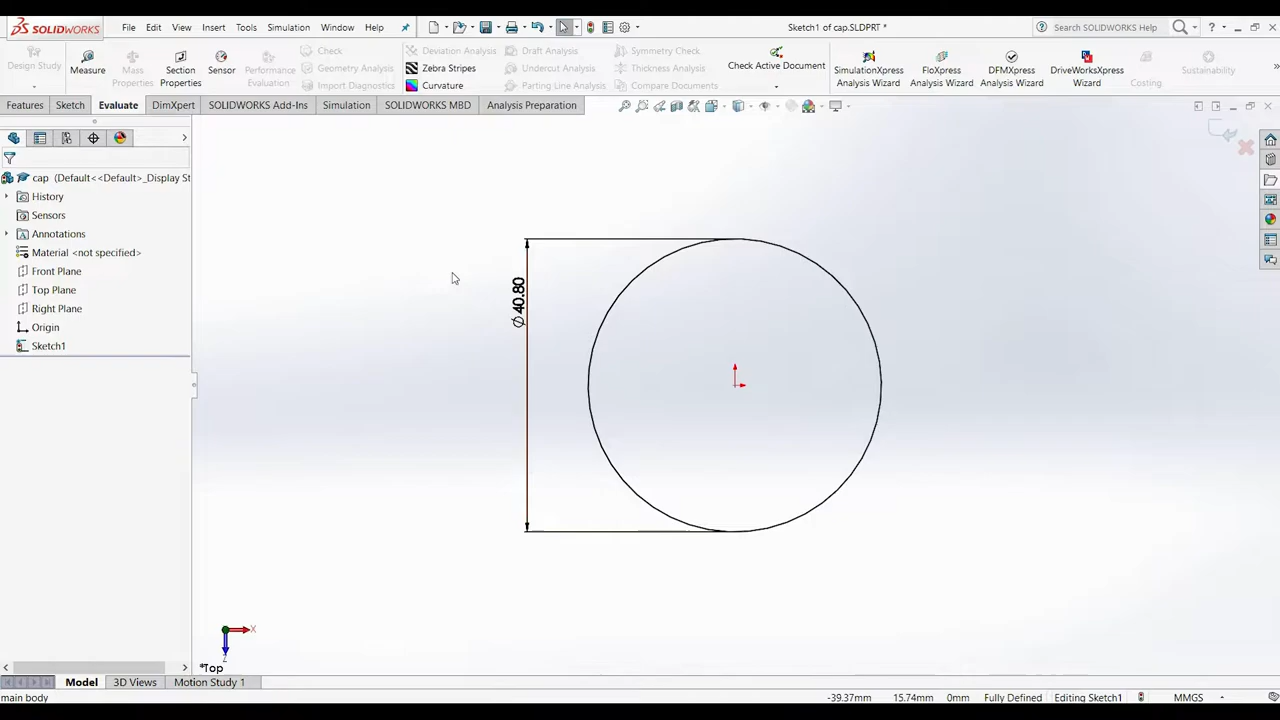 SOLIDWORKS File Edit View Insert Tools Simulation Window Help Sketch1 of cap.SLDPRT * Search SOLIDWORKS Help
Design Study Measure Mass Properties Section Properties Sensor Performance Evaluation Check Geometry Analysis Import Diagnostics Deviation Analysis Zebra Stripes Curvature Draft Analysis Undercut Analysis Parting Line Analysis Symmetry Check Thickness Analysis Compare Documents Check Active Document SimulationXpress Analysis Wizard FloXpress Analysis Wizard DFMXpress Analysis Wizard DriveWorksXpress Wizard Costing Sustainability
Features Sketch Evaluate DimXpert SOLIDWORKS Add-Ins Simulation SOLIDWORKS MBD Analysis Preparation
cap (Default<<Default>_Display St
History
Sensors
Annotations
Material <not specified>
Front Plane
Top Plane
Right Plane
Origin
Sketch1
∅ 40.80
X
Z
*Top
Model 3D Views Motion Study 1
main body -39.37mm 15.74mm 0mm Fully Defined Editing Sketch1 MMGS